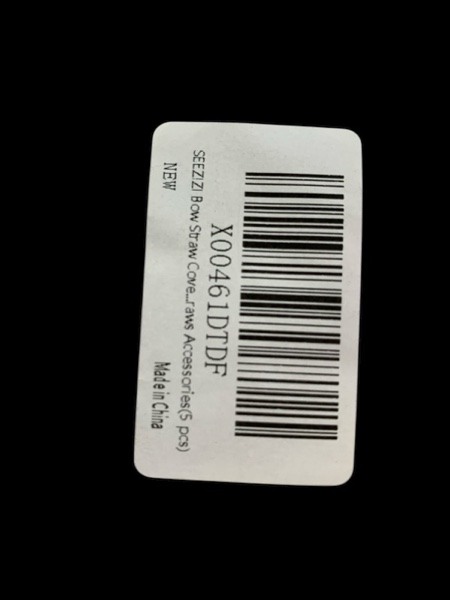 X00461DTDF
SEEZIZI Bow Straw Cove...raws Accessories(5 pcs)
NEW
Made in China